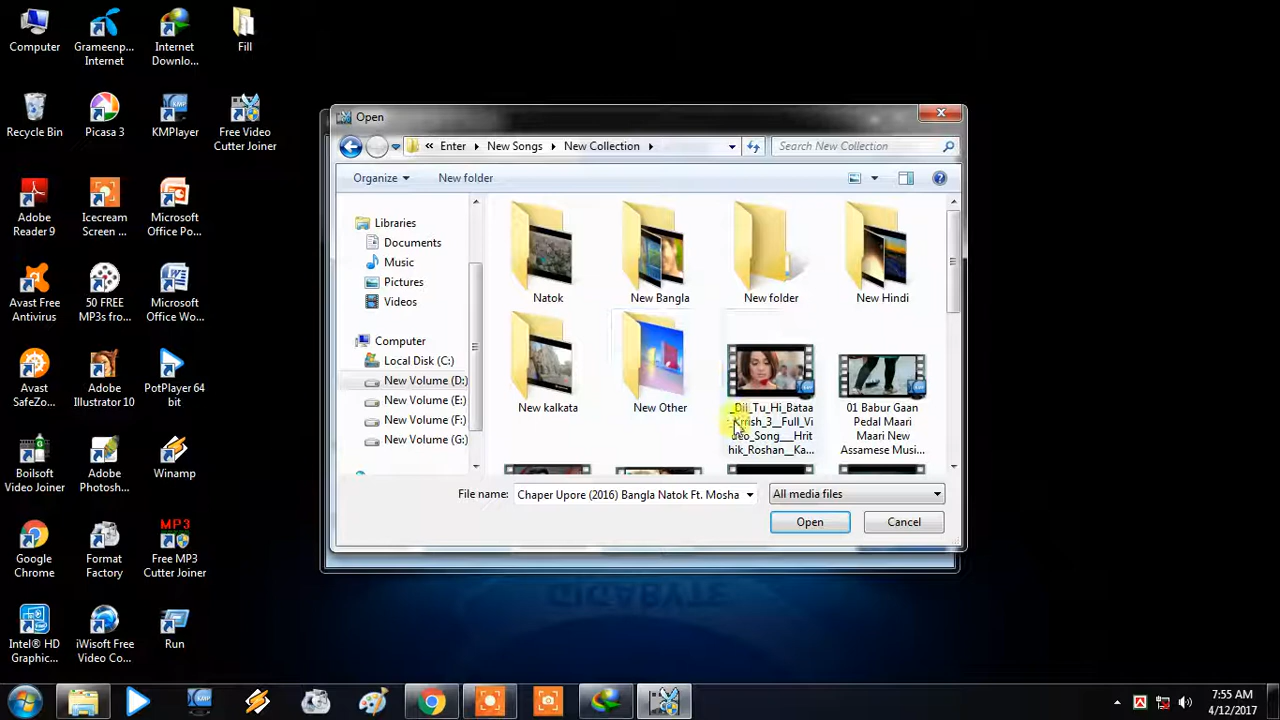 Computer
Grameenp...
Internet
Internet
Downlo...
Fill
Recycle Bin
Picasa 3
KMPlayer
Free Video
Cutter Joiner
Adobe
Reader 9
Icecream
Screen ...
Microsoft
Office Po...
Avast Free
Antivirus
50 FREE
MP3s fro...
Microsoft
Office Wo...
Avast
SafeZo...
Adobe
Illustrator 10
PotPlayer 64
bit
Boilsoft
Video Joiner
Adobe
Photosh...
Winamp
Google
Chrome
Format
Factory
MP3
Free MP3
Cutter Joiner
Intel® HD
Graphic...
iWisoft Free
Video Co...
Run
Open
« Enter New Songs New Collection
Search New Collection
Organize
New folder
Libraries
Documents
Music
Pictures
Videos
Computer
Local Disk (C:)
New Volume (D:)
New Volume (E:)
New Volume (F:)
New Volume (G:)
Natok
New Bangla
New folder
New Hindi
New kalkata
New Other
_Dil_Tu_Hi_Bataa
_Krrish_3__Full_Vi
deo_Song___Hrit
hik_Roshan__Ka...
01 Babur Gaan
Pedal Maari
Maari New
Assamese Musi...
File name:
Chaper Upore (2016) Bangla Natok Ft. Mosha
All media files
Open
Cancel
GIGABYTE
7:55 AM
4/12/2017